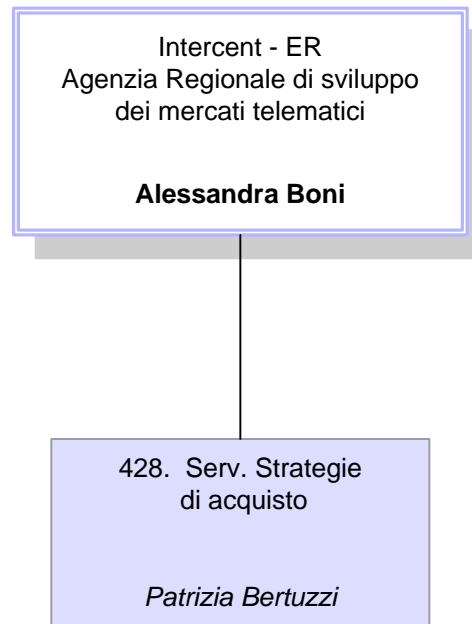 Intercent - ER
Agenzia Regionale di sviluppo
dei mercati telematici
Alessandra Boni
428. Serv. Strategie
di acquisto
Patrizia Bertuzzi